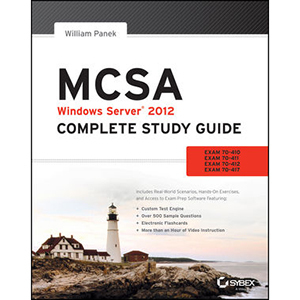 William Panek
MCSA
Windows Server® 2012
COMPLETE STUDY GUIDE
EXAM 70-410
EXAM 70-411
EXAM 70-412
EXAM 70-417
Includes Real-World Scenarios, Hands-On Exercises,
and Access to Exam Prep Software Featuring:
• Custom Test Engine
• Over 500 Sample Questions
• Electronic Flashcards
• More than an Hour of Video Instruction
SYBEX